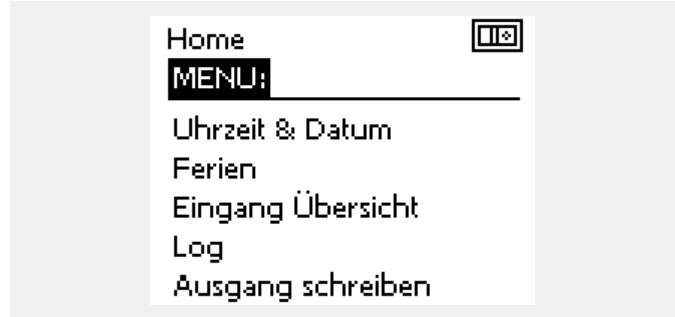 Home
MENU:
Uhrzeit & Datum
Ferien
Eingang Übersicht
Log
Ausgang schreiben